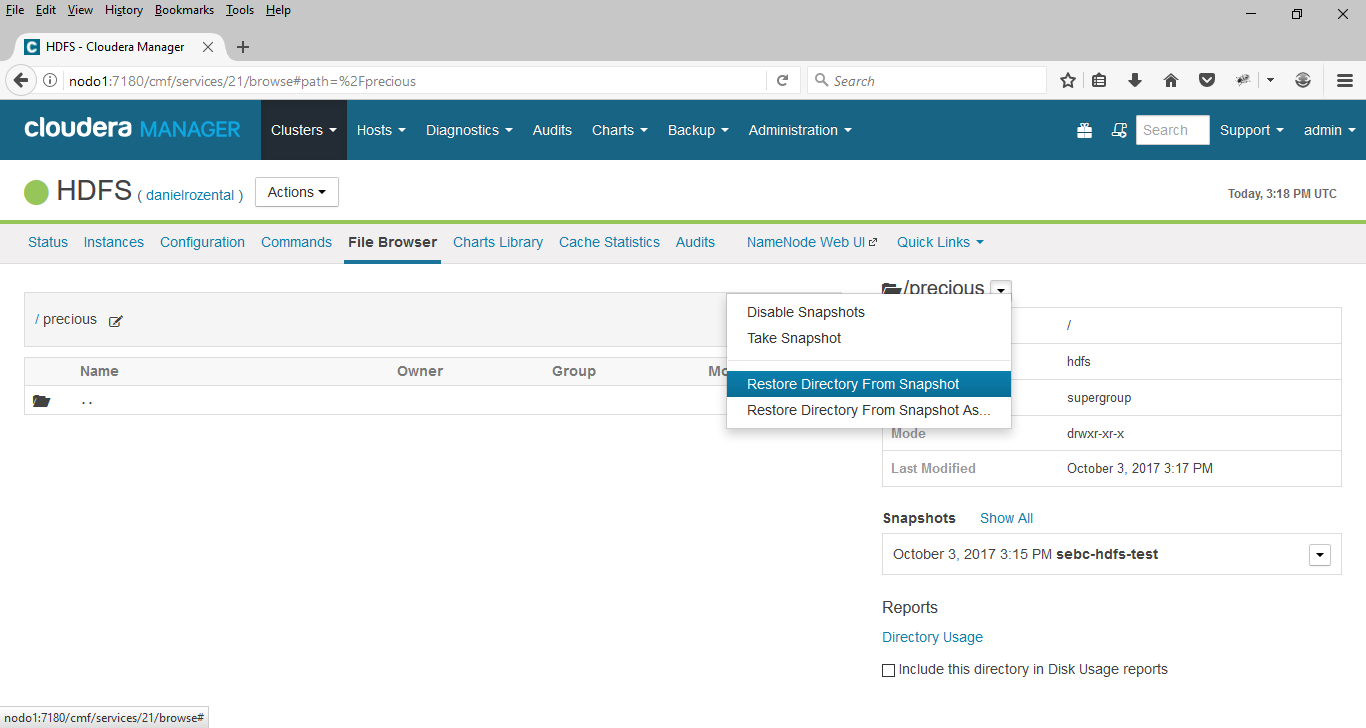 File Edit View History Bookmarks Tools Help
HDFS - Cloudera Manager
nodo1:7180/cmf/services/21/browse#path=%2Fprecious
Search
cloudera MANAGER Clusters Hosts Diagnostics Audits Charts Backup Administration Search Support admin
HDFS ( danielrozental ) Actions Today, 3:18 PM UTC
Status Instances Configuration Commands File Browser Charts Library Cache Statistics Audits NameNode Web UI Quick Links
/precious
/ precious
Disable Snapshots
Take Snapshot
Restore Directory From Snapshot
Restore Directory From Snapshot As...
Name Owner Group Mo
..
/
hdfs
supergroup
Mode drwxr-xr-x
Last Modified October 3, 2017 3:17 PM
Snapshots Show All
October 3, 2017 3:15 PM sebc-hdfs-test
Reports
Directory Usage
Include this directory in Disk Usage reports
nodo1:7180/cmf/services/21/browse#